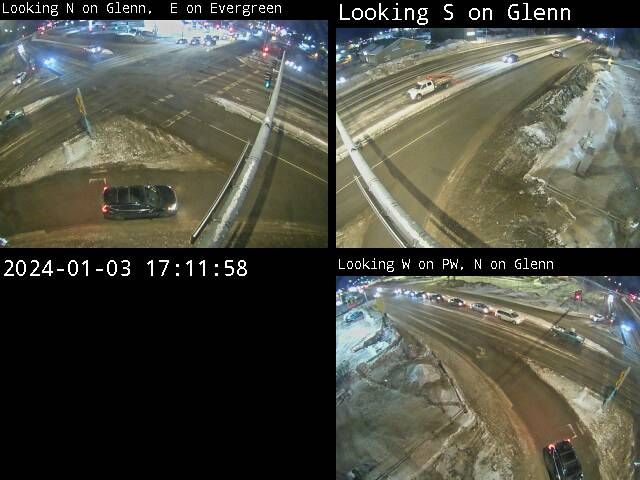 Looking N on Glenn, E on Evergreen
Looking S on Glenn
2024-01-03 17:11:58
Looking W on PW, N on Glenn